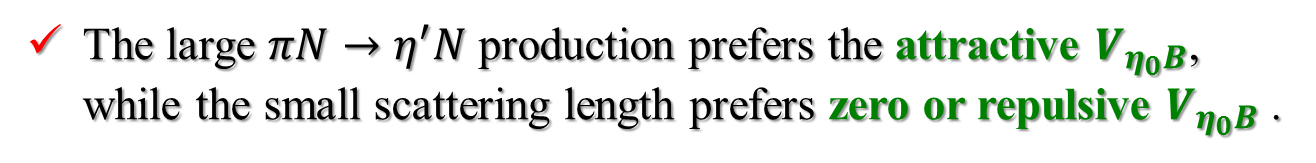 ✓ The large πN → η′N production prefers the attractive V_{η₀B},
while the small scattering length prefers zero or repulsive V_{η₀B} .